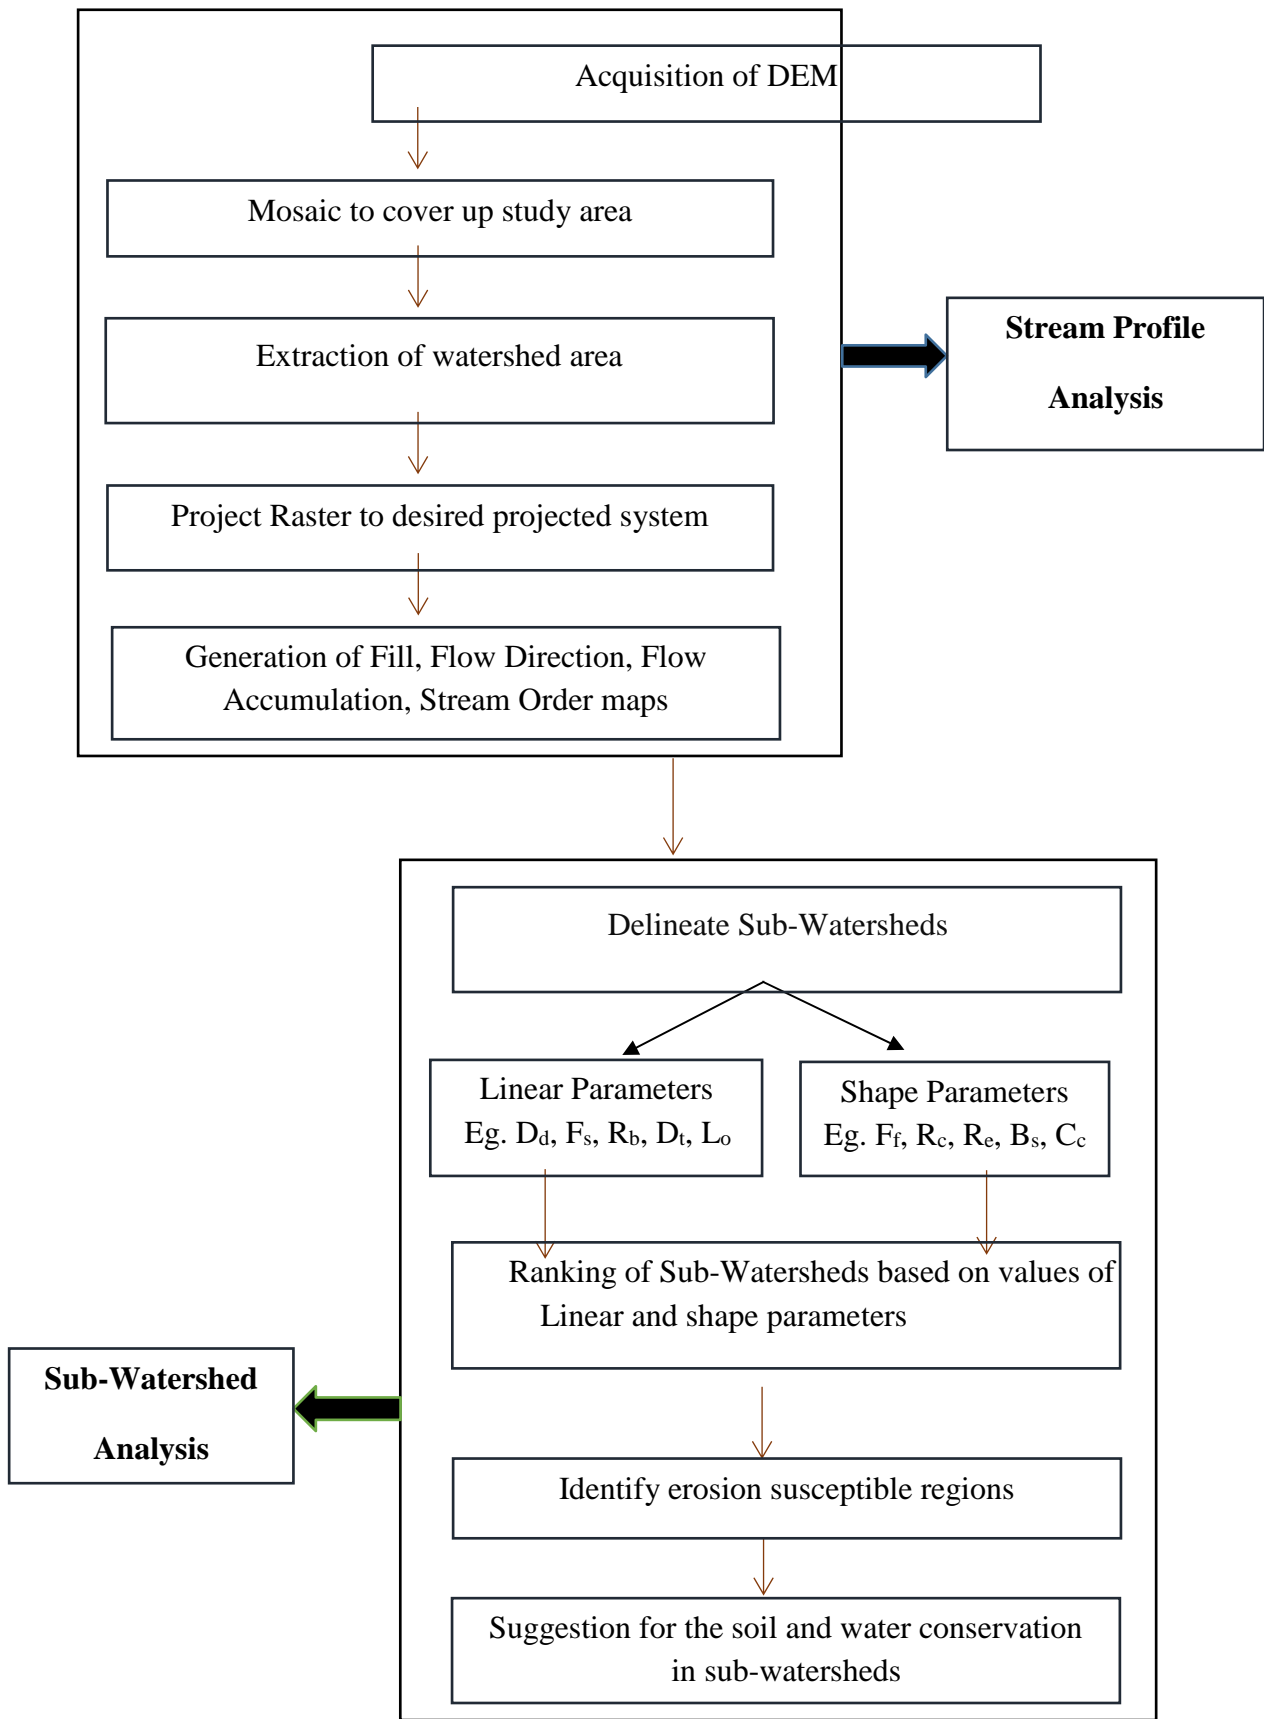 Acquisition of DEM
Mosaic to cover up study area
Extraction of watershed area
Stream Profile
Analysis
Project Raster to desired projected system
Generation of Fill, Flow Direction, Flow
Accumulation, Stream Order maps
Delineate Sub-Watersheds
Linear Parameters
Eg. Dd, Fs, Rb, Dt, Lo
Shape Parameters
Eg. Ff, Rc, Re, Bs, Cc
Ranking of Sub-Watersheds based on values of
Linear and shape parameters
Sub-Watershed
Analysis
Identify erosion susceptible regions
Suggestion for the soil and water conservation
in sub-watersheds